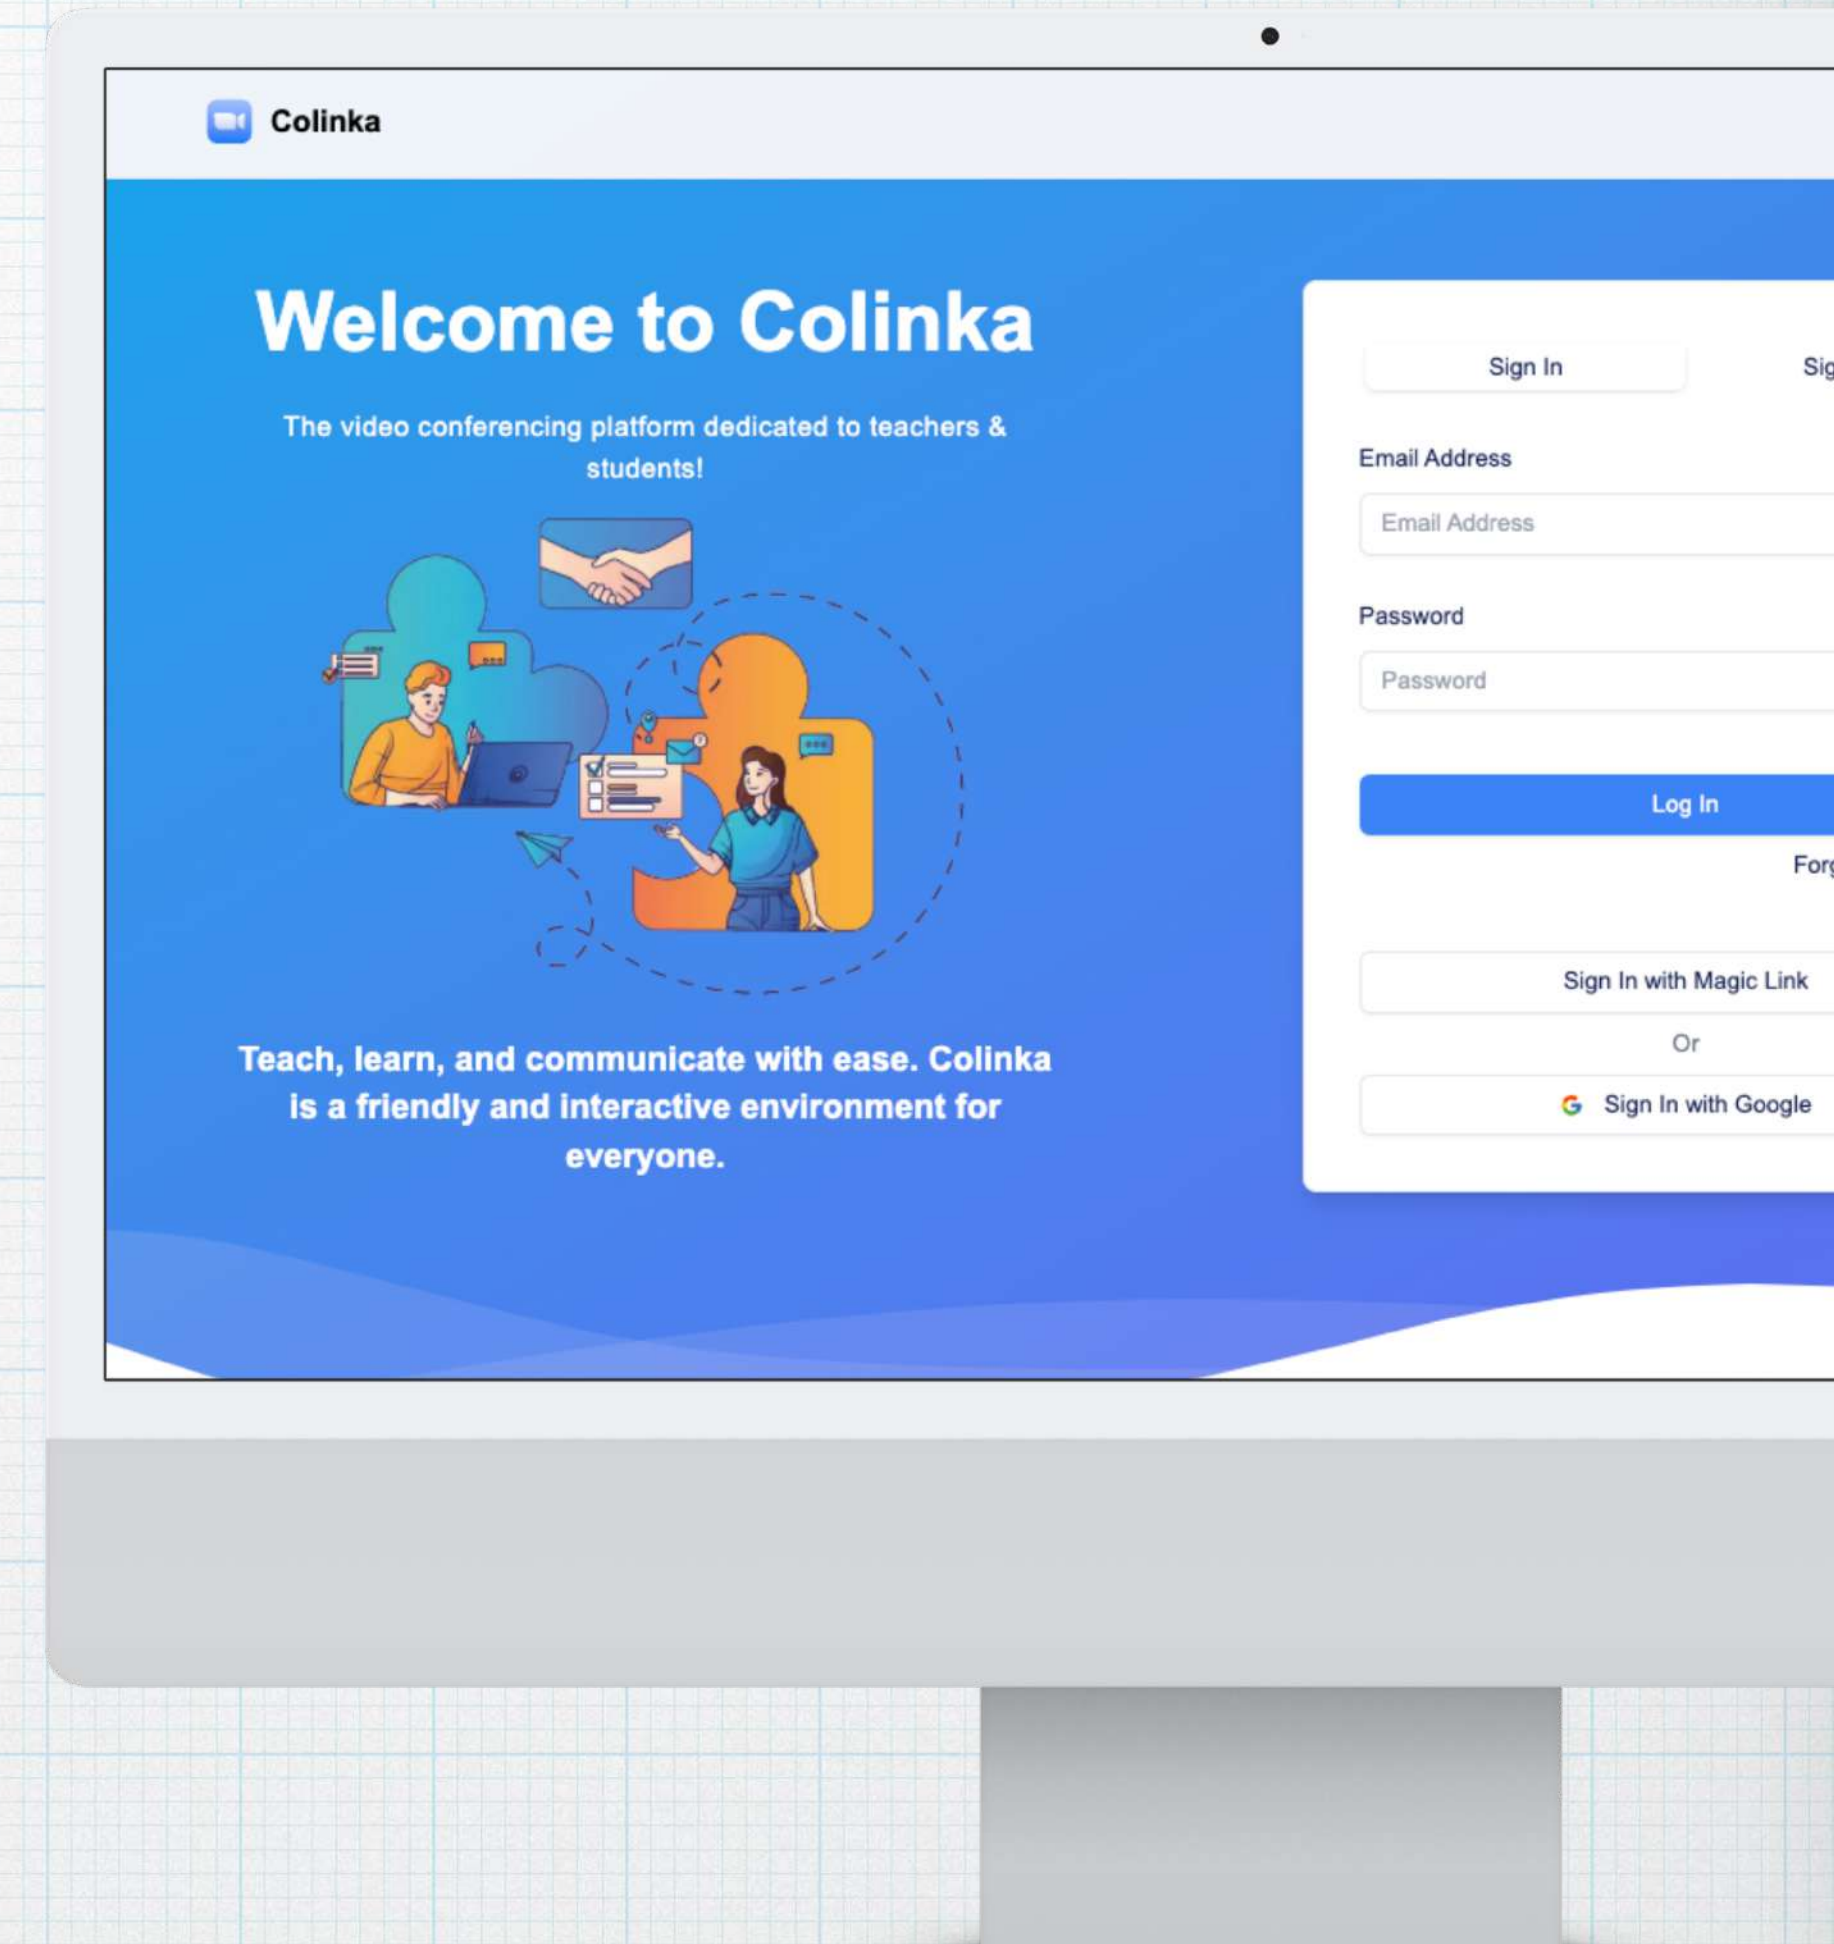 Colinka
Welcome to Colinka
The video conferencing platform dedicated to teachers &
students!
Teach, learn, and communicate with ease. Colinka
is a friendly and interactive environment for
everyone.
Sign In
Email Address
Email Address
Password
Password
Log In
Sign In with Magic Link
Or
Sign In with Google